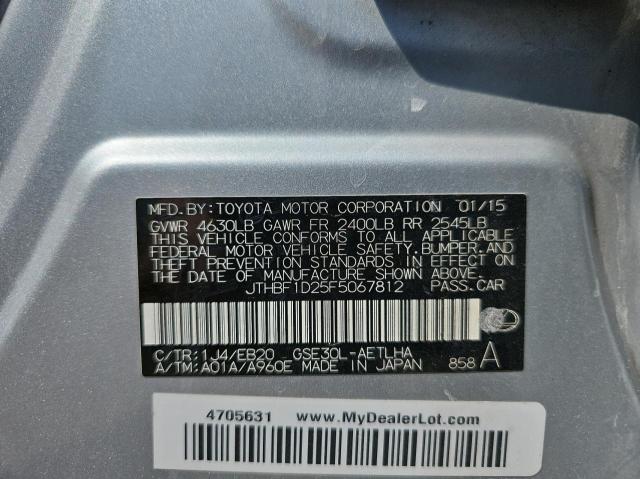 MFD.BY:TOYOTA MOTOR CORPORATION 01/15
GVWR 4630LB GAWR FR 2400LB RR 2545LB
THIS VEHICLE CONFORMS TO ALL APPLICABLE
FEDERAL MOTOR VEHICLE SAFETY,BUMPER,AND
THEFT PREVENTION STANDARDS IN EFFECT ON
THE DATE OF MANUFACTURE SHOWN ABOVE.
JTHBF1D25F5067812 PASS.CAR
C/TR:1J4/EB20 GSE30L-AETLHA
A/TM:A01A/A960E MADE IN JAPAN 858 A
4705631 www.MyDealerLot.com